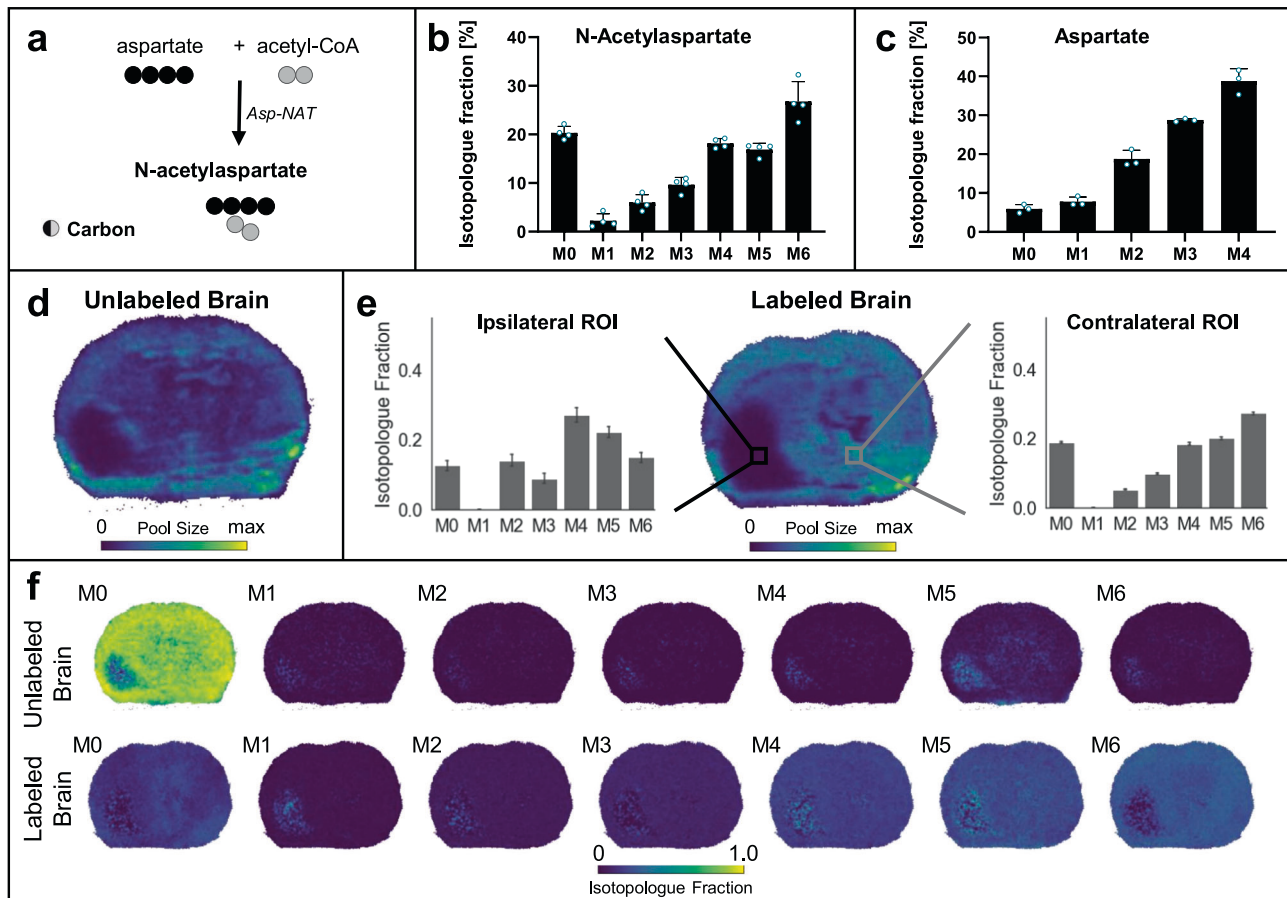 a
aspartate + acetyl-CoA
Asp-NAT
N-acetylaspartate
Carbon
b
N-Acetylaspartate
Isotopologue fraction [%]
40
30
20
10
0
M0 M1 M2 M3 M4 M5 M6
c
Aspartate
Isotopologue fraction [%]
50
40
30
20
10
0
M0 M1 M2 M3 M4
d
Unlabeled Brain
0 Pool Size max
e
Labeled Brain
Ipsilateral ROI
Isotopologue Fraction
0.4
0.2
0.0
M0 M1 M2 M3 M4 M5 M6
0 Pool Size max
Contralateral ROI
Isotopologue Fraction
0.4
0.2
0.0
M0 M1 M2 M3 M4 M5 M6
f
Unlabeled
Brain
M0 M1 M2 M3 M4 M5 M6
Labeled
Brain
M0 M1 M2 M3 M4 M5 M6
0 1.0
Isotopologue Fraction